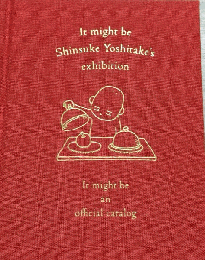 It might be
Shinsuke Yoshitake's
exhibition
It might be
an
official catalog